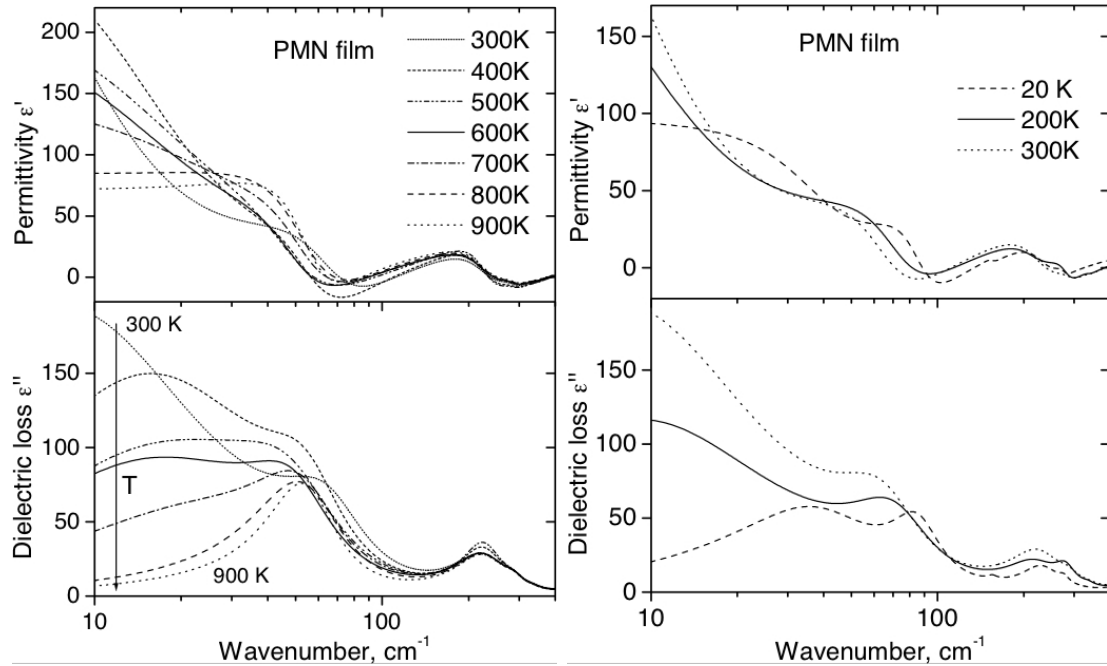 PMN film
300K
400K
500K
600K
700K
800K
900K
Permittivity ε'
200
150
100
50
0
300 K
T
900 K
Dielectric loss ε''
150
100
50
0
10
100
Wavenumber, cm-1
PMN film
20 K
200K
300K
Permittivity ε'
150
100
50
0
Dielectric loss ε''
150
100
50
0
10
100
Wavenumber, cm-1